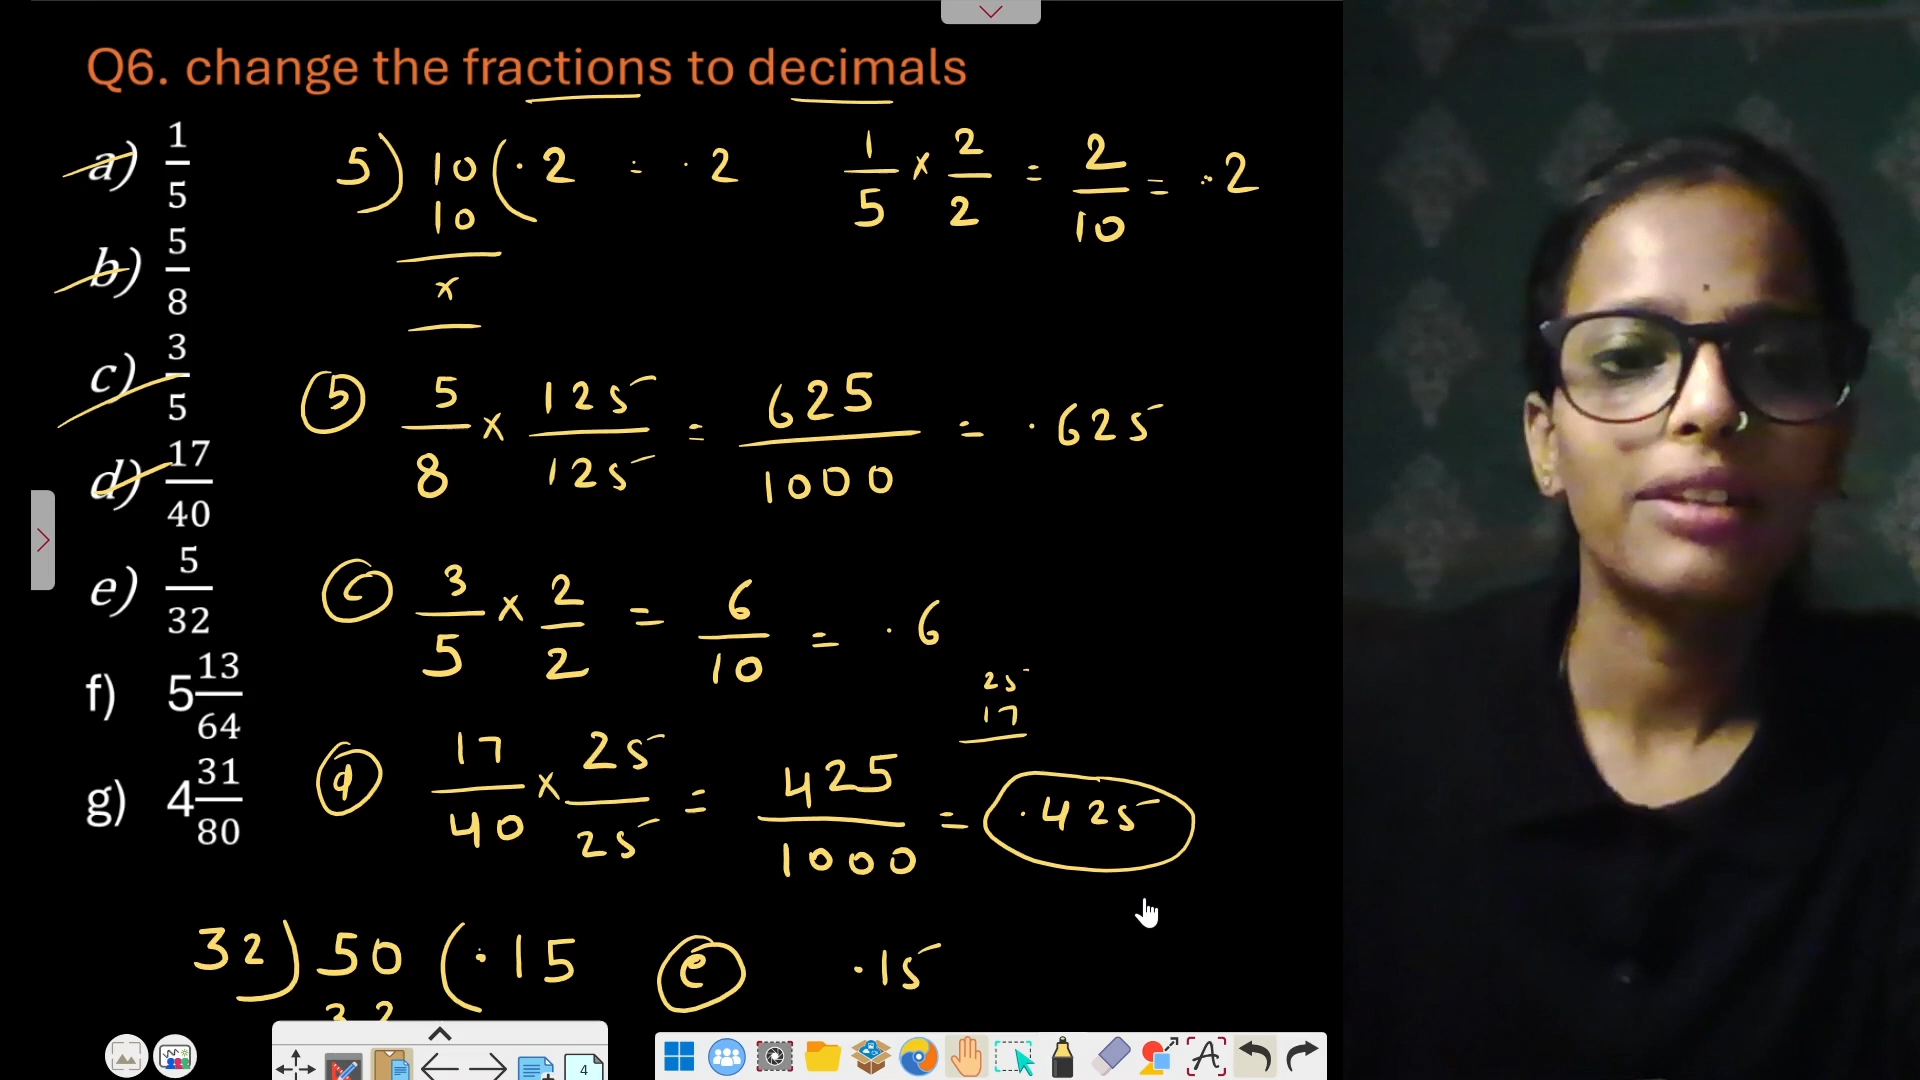 Q6. change the fractions to decimals
a) 1/5
5) 10 (.2 = .2
10
x
1/5 x 2/2 = 2/10 = .2
b) 5/8
c) 3/5
d) 17/40
e) 5/32
f) 5 13/64
g) 4 31/80
b 5/8 x 125/125 = 625/1000 = .625
c 3/5 x 2/2 = 6/10 = .6
25
17
d 17/40 x 25/25 = 425/1000 = .425
32) 50 (.15
32
e .15
4